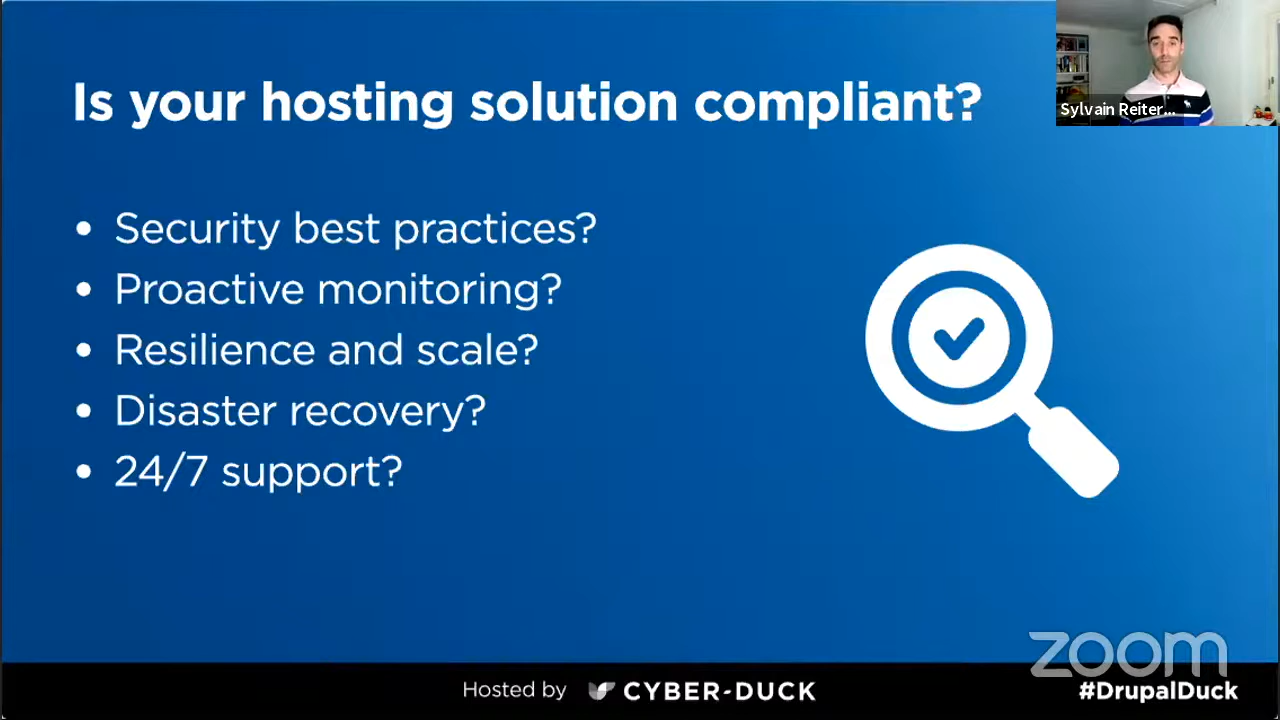 Is your hosting solution compliant?
Sylvain Reiter...
• Security best practices?
• Proactive monitoring?
• Resilience and scale?
• Disaster recovery?
• 24/7 support?
zoom
Hosted by CYBER-DUCK
#DrupalDuck